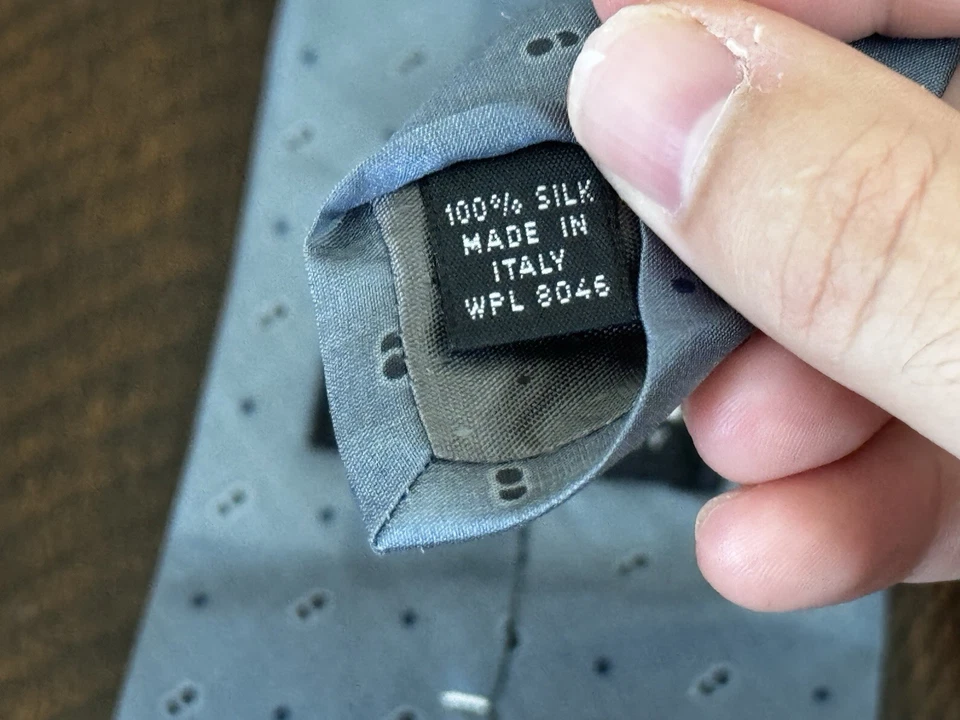 100% SILK
MADE IN
ITALY
WPL 8046